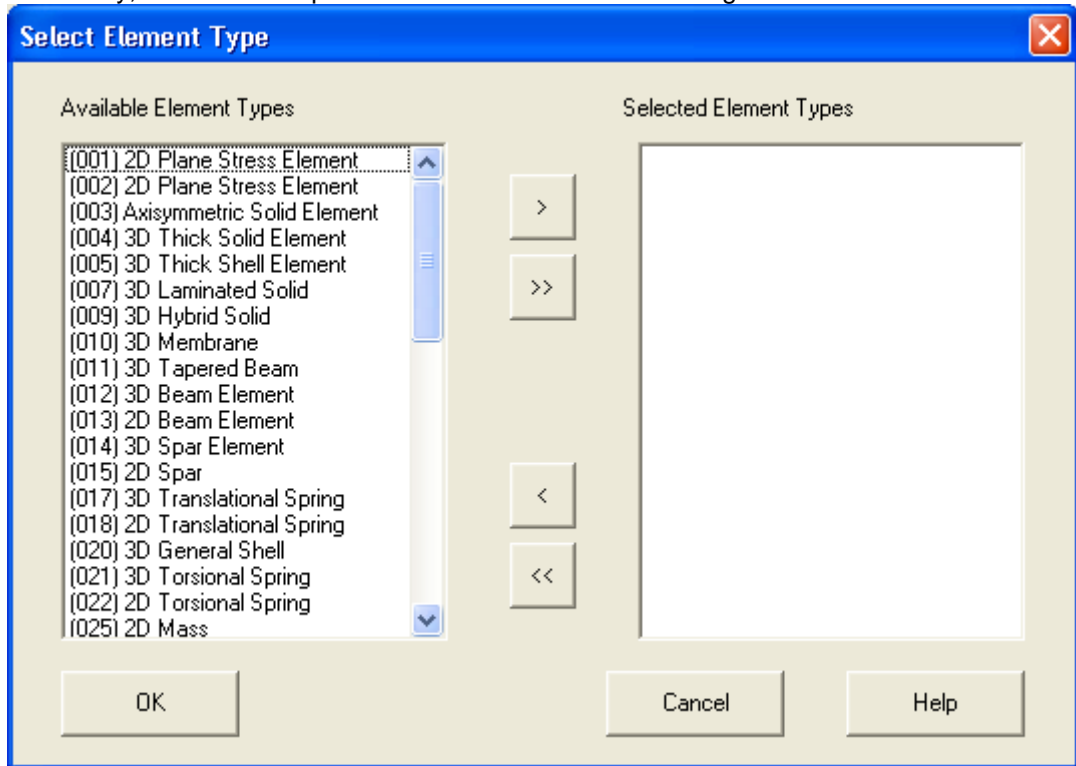 Select Element Type
Available Element Types
Selected Element Types
(001) 2D Plane Stress Element
(002) 2D Plane Stress Element
(003) Axisymmetric Solid Element
(004) 3D Thick Solid Element
(005) 3D Thick Shell Element
(007) 3D Laminated Solid
(009) 3D Hybrid Solid
(010) 3D Membrane
(011) 3D Tapered Beam
(012) 3D Beam Element
(013) 2D Beam Element
(014) 3D Spar Element
(015) 2D Spar
(017) 3D Translational Spring
(018) 2D Translational Spring
(020) 3D General Shell
(021) 3D Torsional Spring
(022) 2D Torsional Spring
(025) 2D Mass
>
>>
<
<<
OK
Cancel
Help